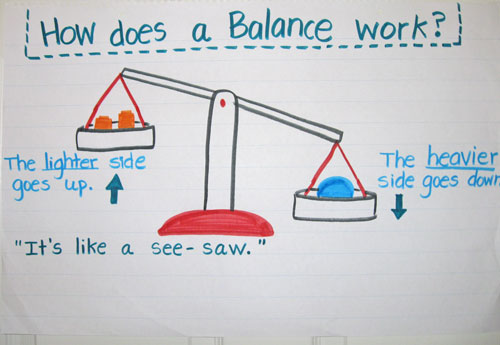 How does a Balance work?
The lighter side
goes up.
The heavier
side goes down
"It's like a see-saw."